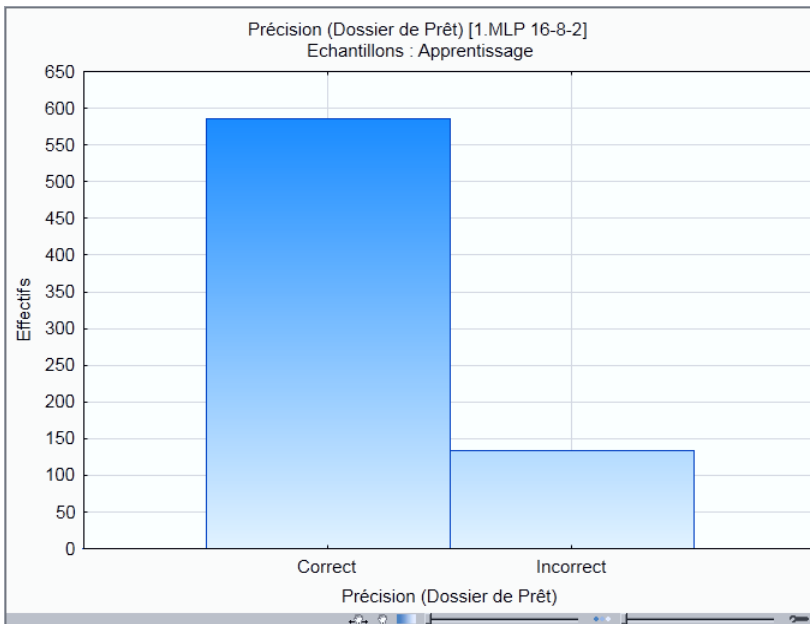 Précision (Dossier de Prêt) [1.MLP 16-8-2]
Echantillons : Apprentissage
650
600
550
500
450
400
350
300
250
200
150
100
50
0
Effectifs
Correct Incorrect
Précision (Dossier de Prêt)